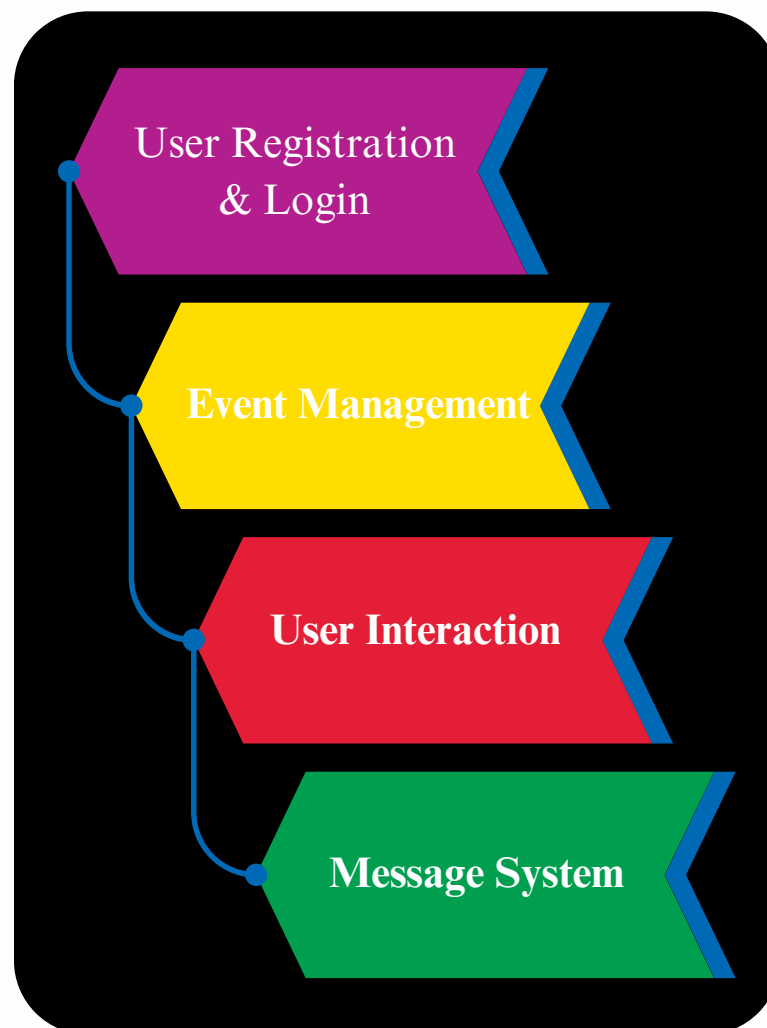 User Registration
& Login
Event Management
User Interaction
Message System